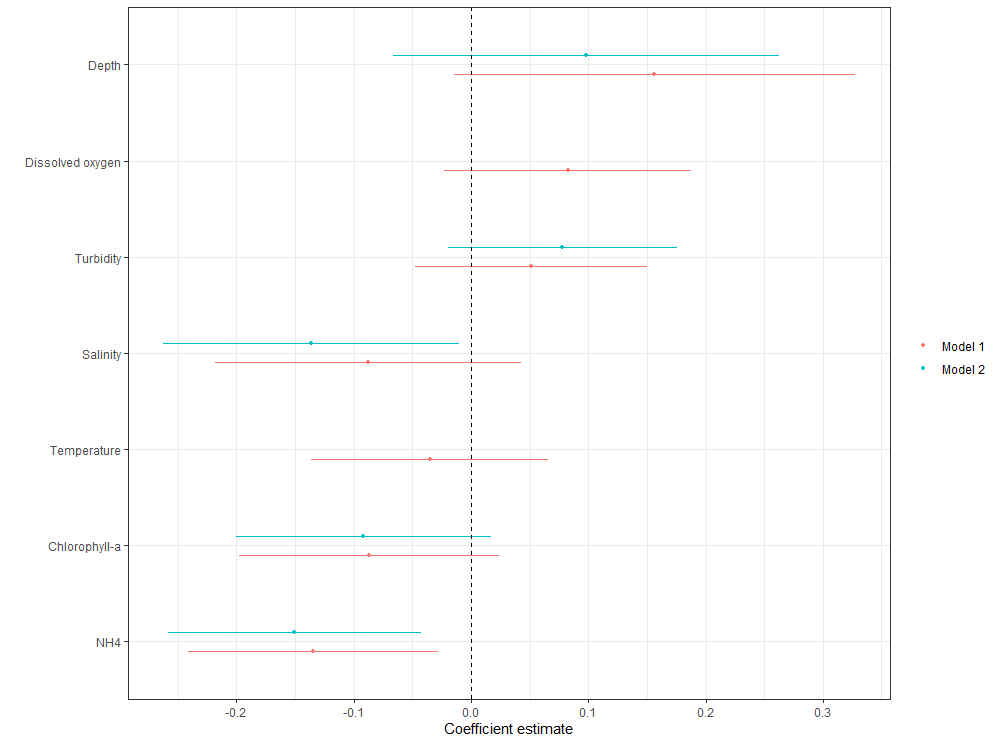 Depth
Dissolved oxygen
Turbidity
Salinity
Temperature
Chlorophyll-a
NH4
-0.2 -0.1 0.0 0.1 0.2 0.3
Coefficient estimate
Model 1
Model 2